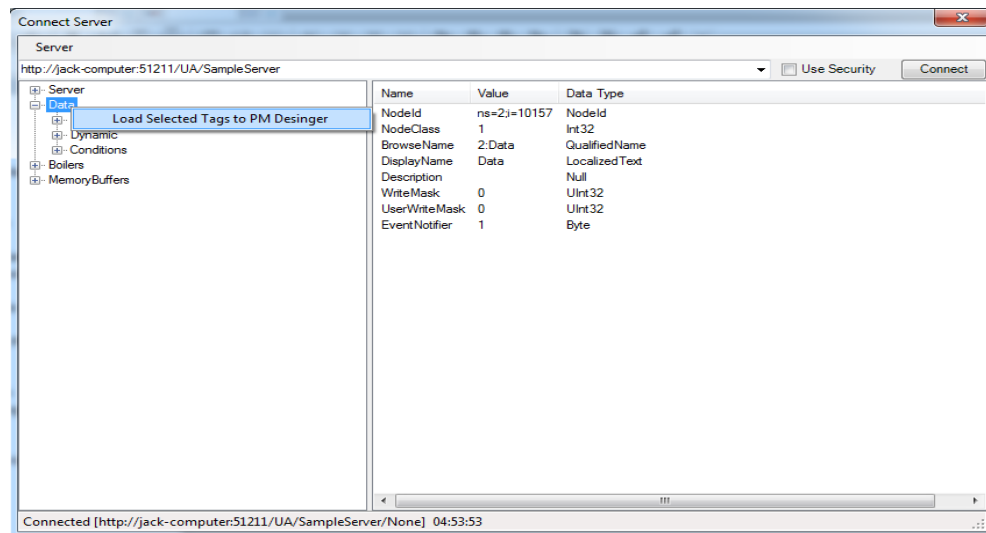 Connect Server
Server
http://jack-computer:51211/UA/SampleServer
Use Security
Connect
Server
Data
Load Selected Tags to PM Desinger
Dynamic
Conditions
Boilers
MemoryBuffers
Name Value Data Type
NodeId ns=2;i=10157 NodeId
NodeClass 1 Int32
BrowseName 2:Data QualifiedName
DisplayName Data LocalizedText
Description Null
WriteMask 0 UInt32
UserWriteMask 0 UInt32
EventNotifier 1 Byte
Connected [http://jack-computer:51211/UA/SampleServer/None] 04:53:53